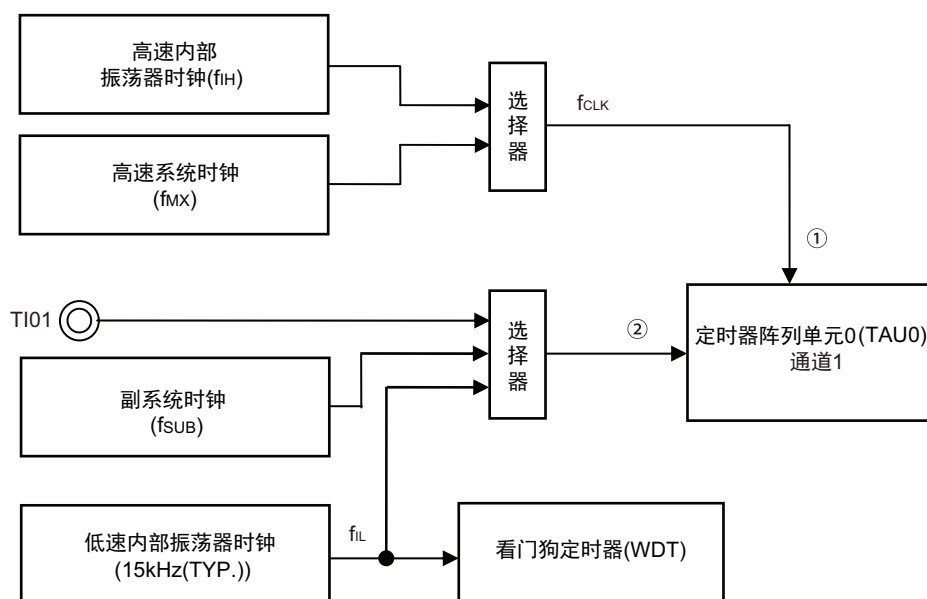 高速内部
振荡器时钟(fIH)
选择器
fCLK
高速系统时钟
(fMX)
①
TI01
选择器
②
定时器阵列单元0(TAU0)
通道1
副系统时钟
(fSUB)
低速内部振荡器时钟
(15kHz(TYP.))
fIL
看门狗定时器(WDT)